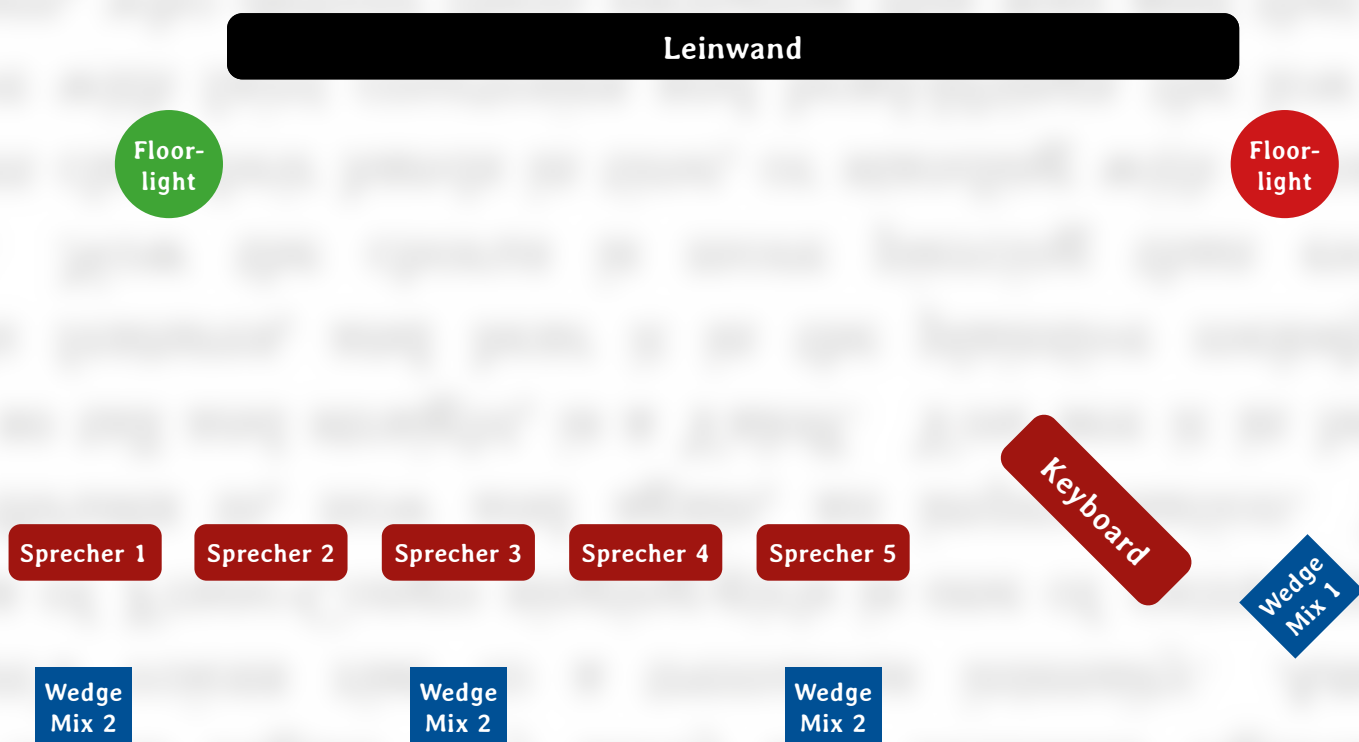 Leinwand
Floor-
light
Floor-
light
Keyboard
Sprecher 1
Sprecher 2
Sprecher 3
Sprecher 4
Sprecher 5
Wedge
Mix 1
Wedge
Mix 2
Wedge
Mix 2
Wedge
Mix 2